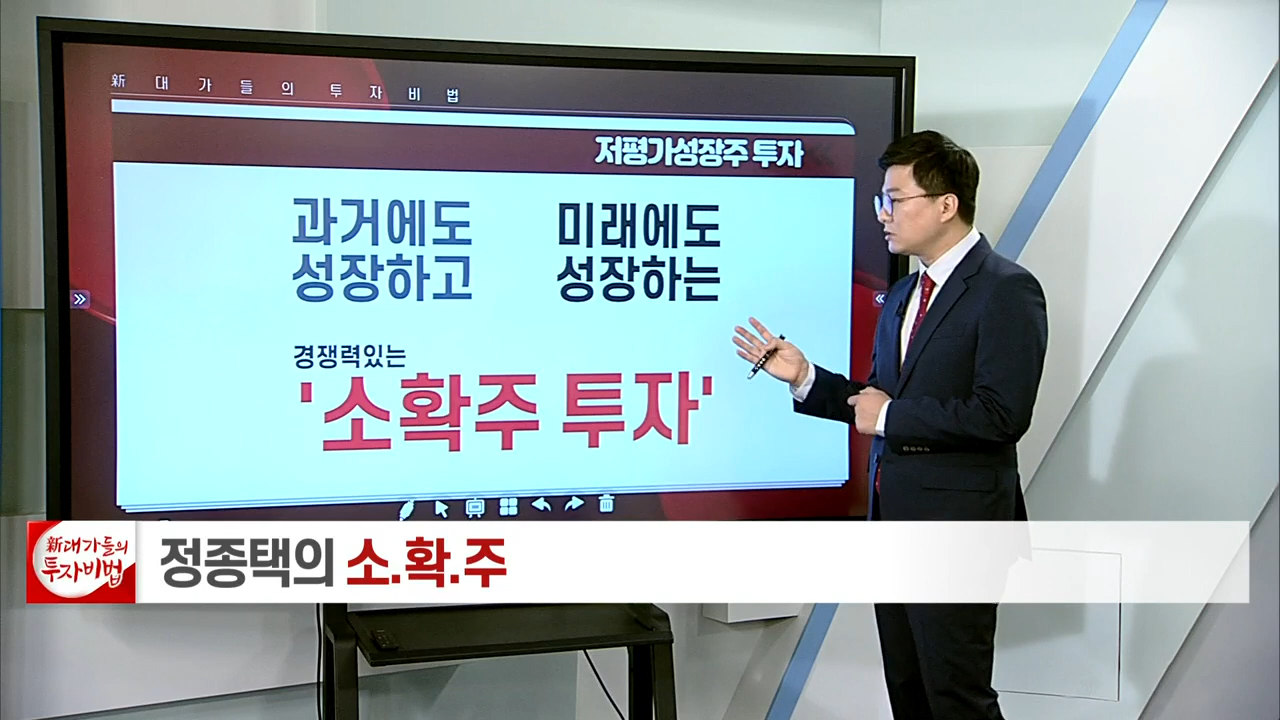 新 대 가 들 의 투 자 비 법
저평가성장주 투자
과거에도
성장하고
미래에도
성장하는
경쟁력있는
'소확주 투자'
新대가들의
투자비법
정종택의 소.확.주